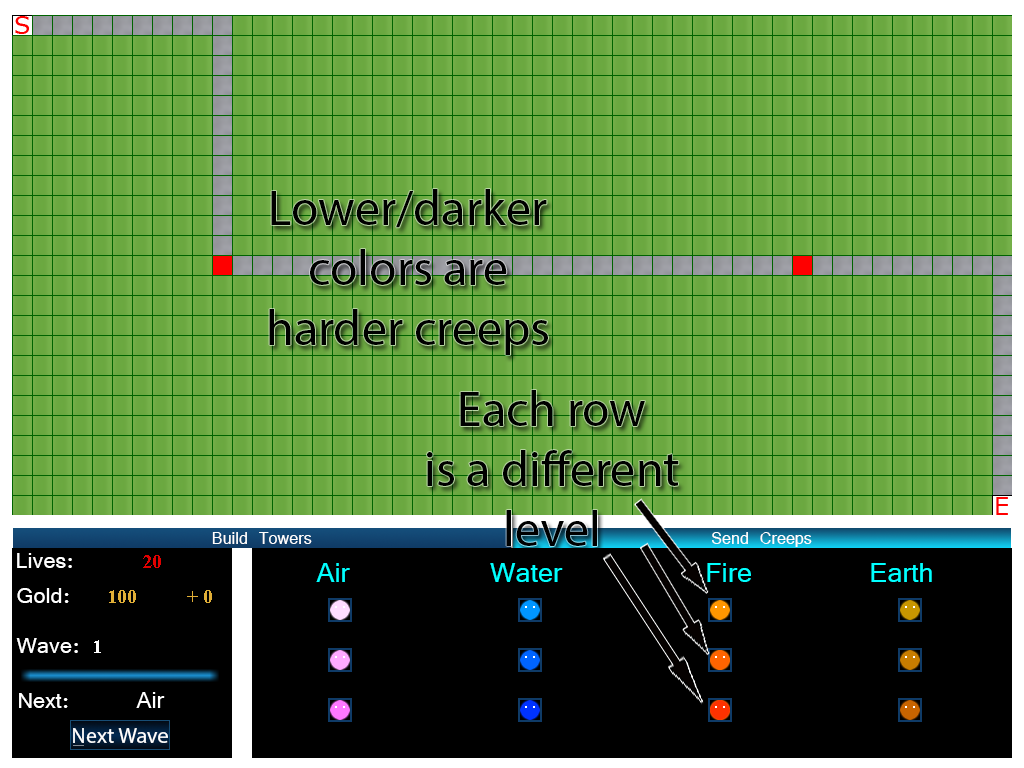 S
Lower/darker
colors are
harder creeps
Each row
is a different
level
E
Build Towers
Send Creeps
Lives: 20
Gold: 100 + 0
Wave: 1
Next: Air
Next Wave
Air Water Fire Earth